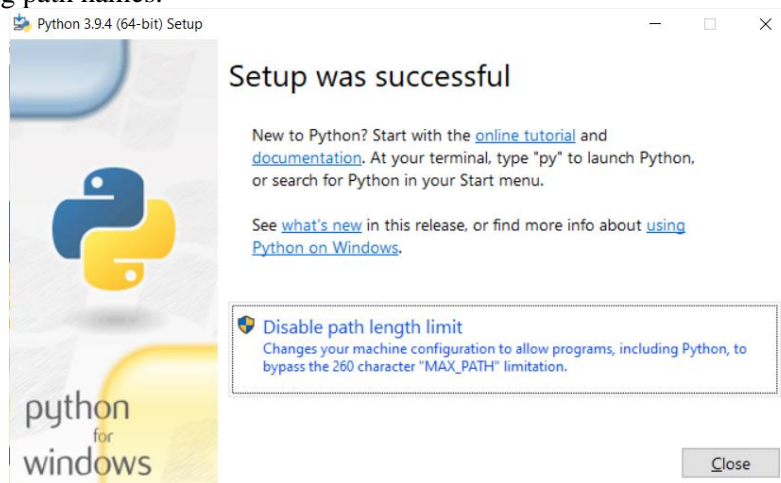 g path names.
Python 3.9.4 (64-bit) Setup
Setup was successful
New to Python? Start with the online tutorial and
documentation. At your terminal, type "py" to launch Python,
or search for Python in your Start menu.
See what's new in this release, or find more info about using
Python on Windows.
Disable path length limit
Changes your machine configuration to allow programs, including Python, to
bypass the 260 character "MAX_PATH" limitation.
python
for
windows
Close